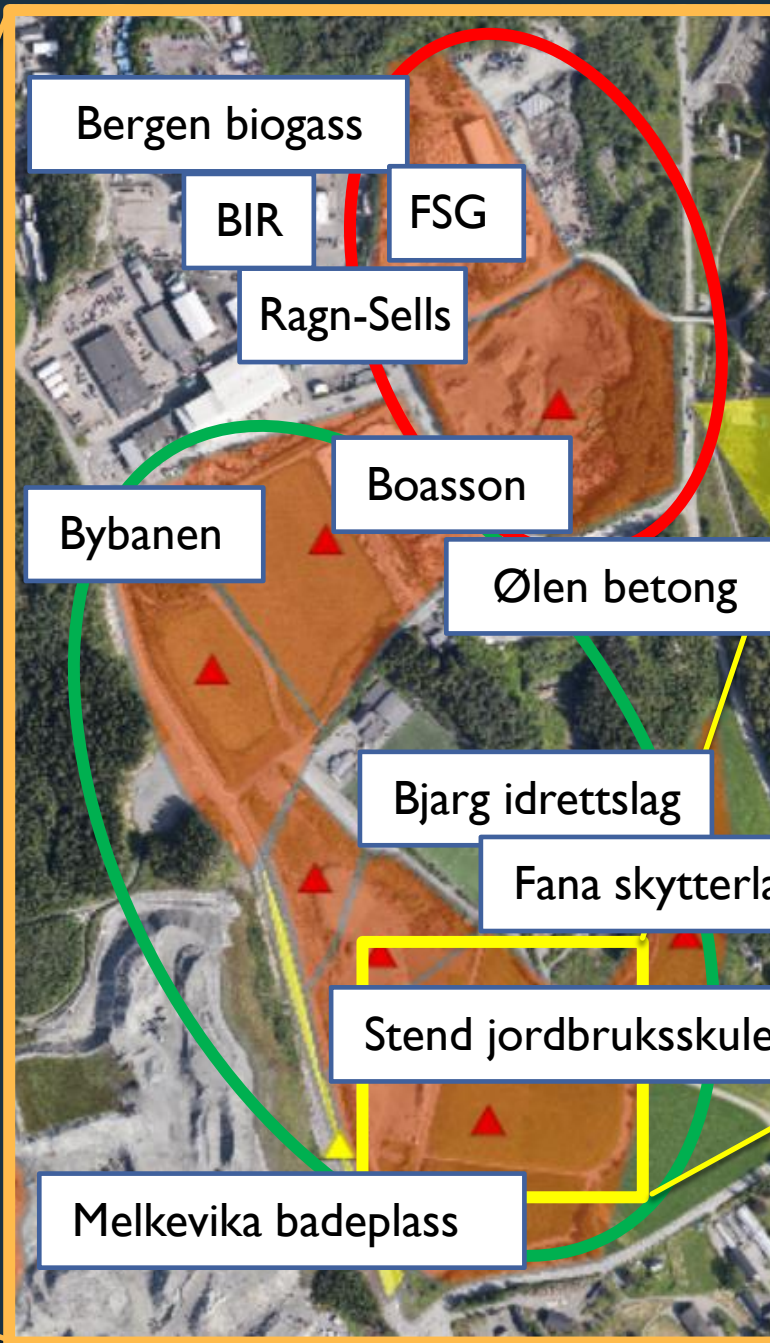 Bergen biogass
BIR
FSG
Ragn-Sells
Boasson
Bybanen
Ølen betong
Bjarg idrettslag
Fana skytterla
Stend jordbruksskule
Melkevika badeplass